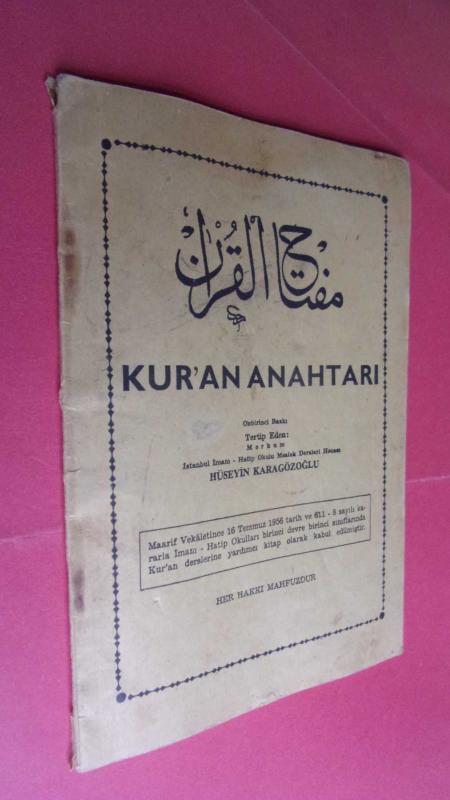 مفتاح القرآن
KUR'AN ANAHTARI
Onbirinci Baskı
Tertip Eden:
Merhum
İstanbul İmam - Hatip Okulu Meslek Dersleri Hocası
HÜSEYİN KARAGÖZOĞLU
Maarif Vekâletince 16 Temmuz 1956 tarih ve 611 - 8 sayılı ka-
rarla İmam - Hatip Okulları birinci devre birinci sınıflarında
Kur'an derslerine yardımcı kitap olarak kabul edilmiştir.
HER HAKKI MAHFUZDUR